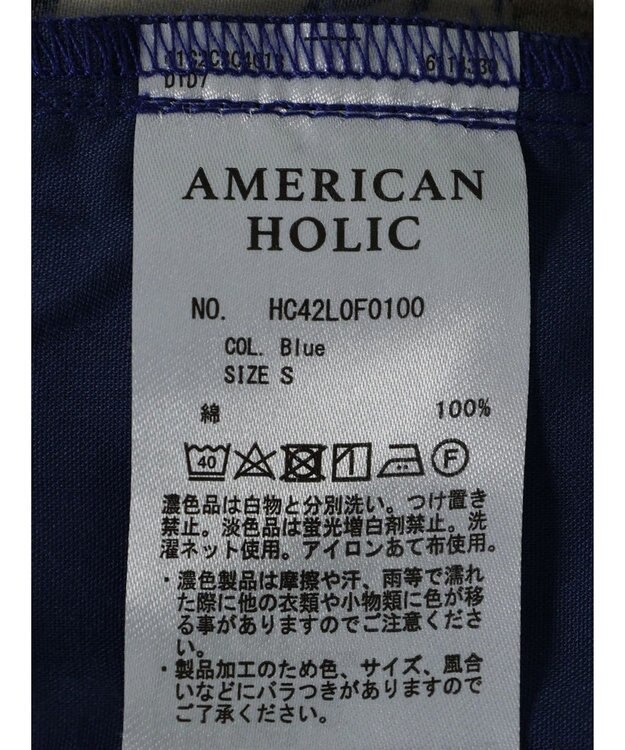 D1D7
AMERICAN
HOLIC
NO. HC42L0F0100
COL. Blue
SIZE S
綿 100%
40 F
濃色品は白物と分別洗い。つけ置き
禁止。淡色品は蛍光増白剤禁止。洗
濯ネット使用。アイロンあて布使用。
・濃色製品は摩擦や汗、雨等で濡れ
た際に他の衣類や小物類に色が移
る事がありますのでご注意くださ
い。
・製品加工のため色、サイズ、風合
いなどにバラつきがありますので
ご了承ください。